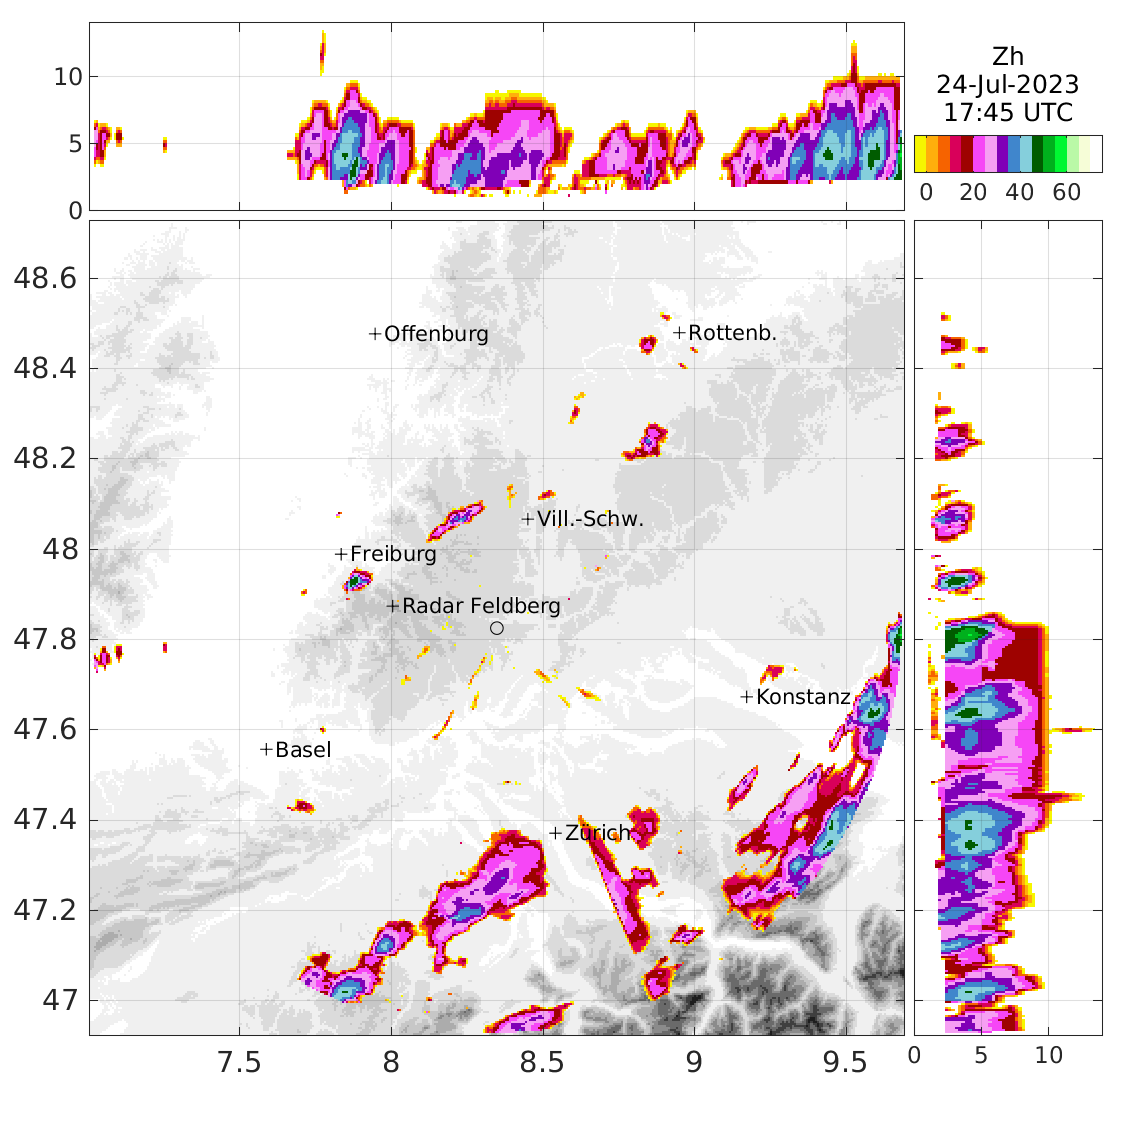 10
5
0
Zh
24-Jul-2023
17:45 UTC
0 20 40 60
48.6
48.4
48.2
48
47.8
47.6
47.4
47.2
47
+Offenburg
+Rottenb.
+Vill.-Schw.
+Freiburg
+Radar Feldberg
+Konstanz
+Basel
+Zürich
7.5 8 8.5 9 9.5
0 5 10